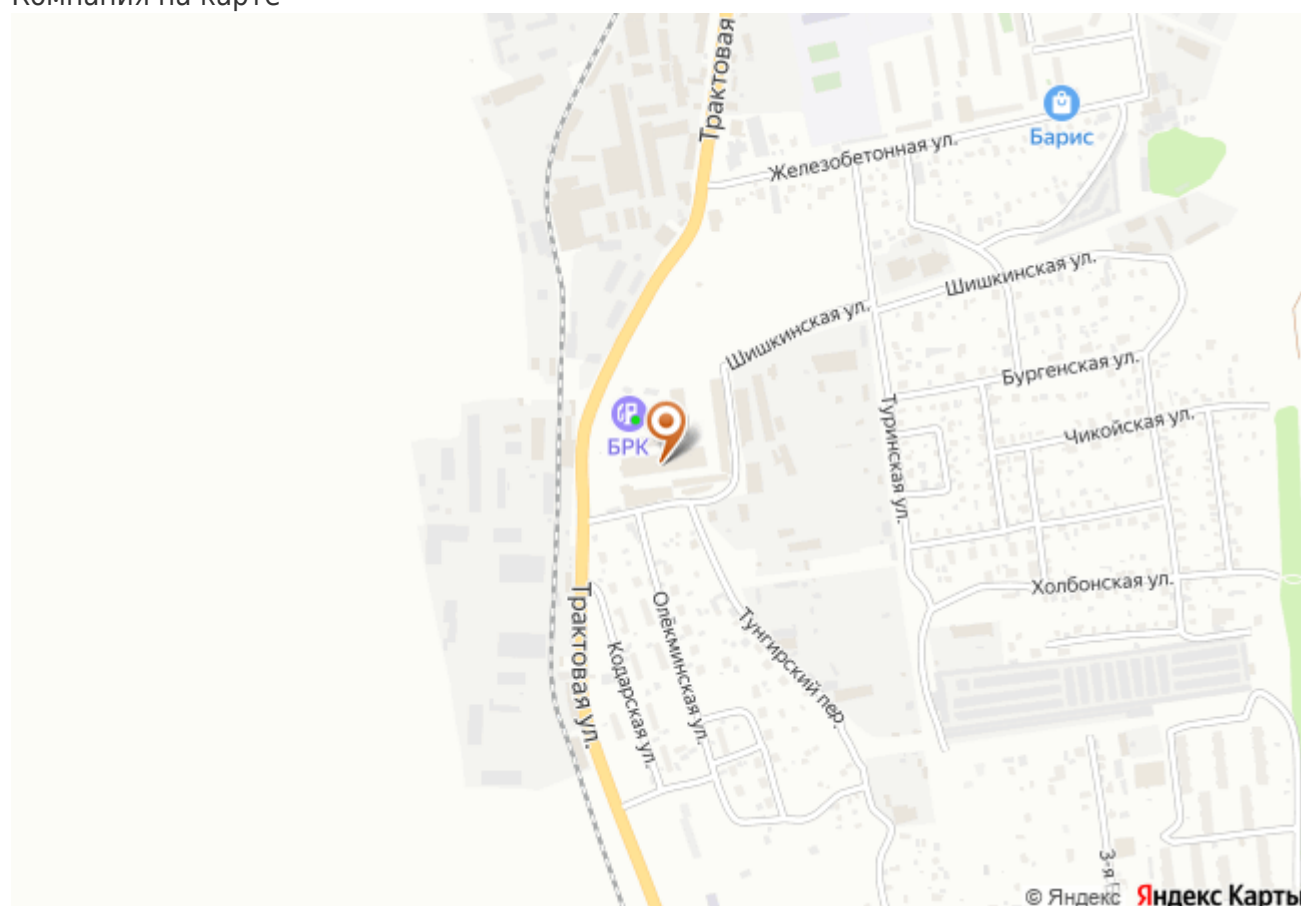 Компания на карте
Трактовая
Барис
Железобетонная ул.
Шишкинская ул.
Шишкинская ул.
Бургенская ул.
Чикойская ул.
БРК
Туринская ул.
Холбонская ул.
Трактовая ул.
Олёкминская ул.
Тунгирский пер.
Кодарская ул.
3-я
© Яндекс Яндекс Карты